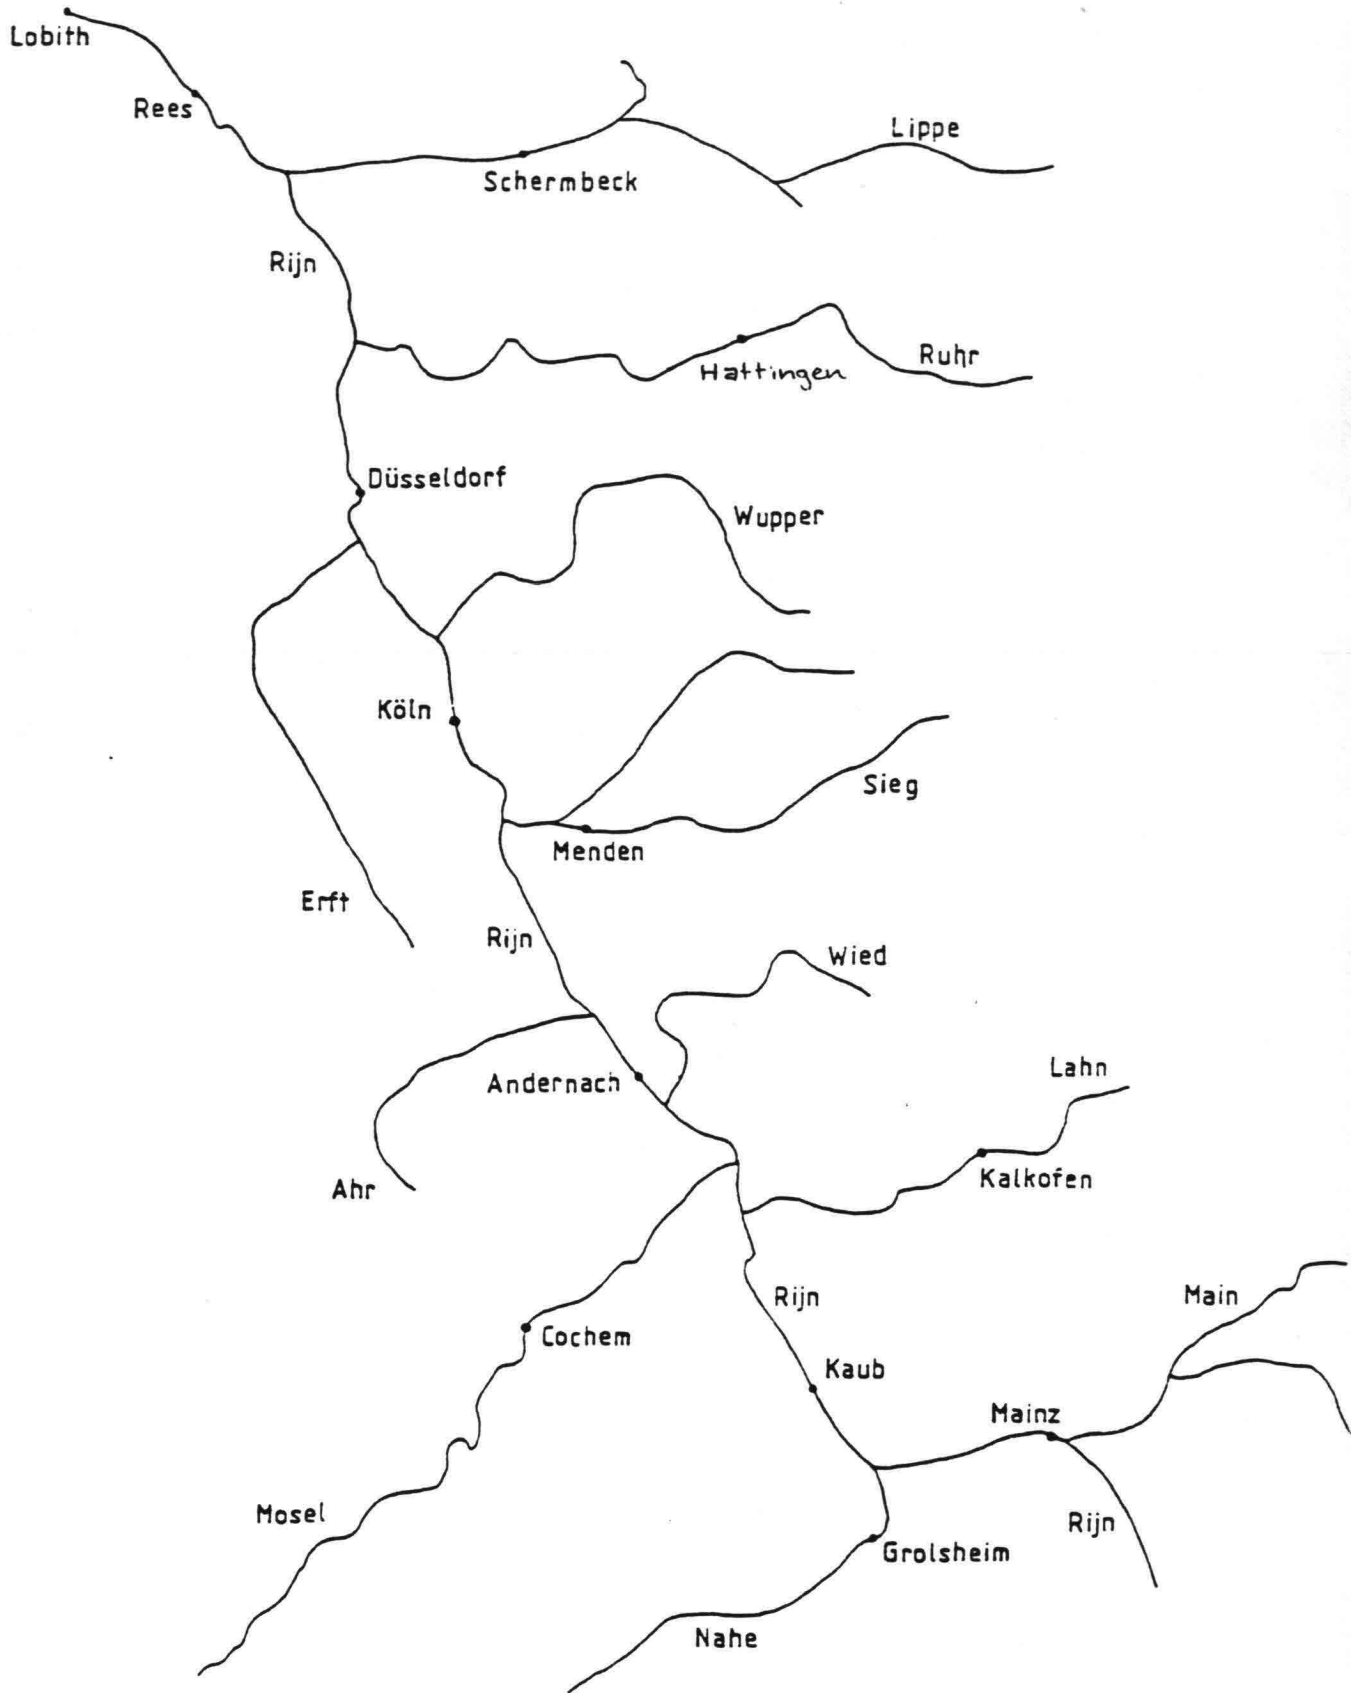 Lobith
Rees
Lippe
Schermbeck
Rijn
Hattingen
Ruhr
Düsseldorf
Wupper
Köln
Sieg
Menden
Erft
Rijn
Wied
Andernach
Lahn
Ahr
Kalkofen
Rijn
Main
Cochem
Kaub
Mainz
Mosel
Rijn
Grolsheim
Nahe